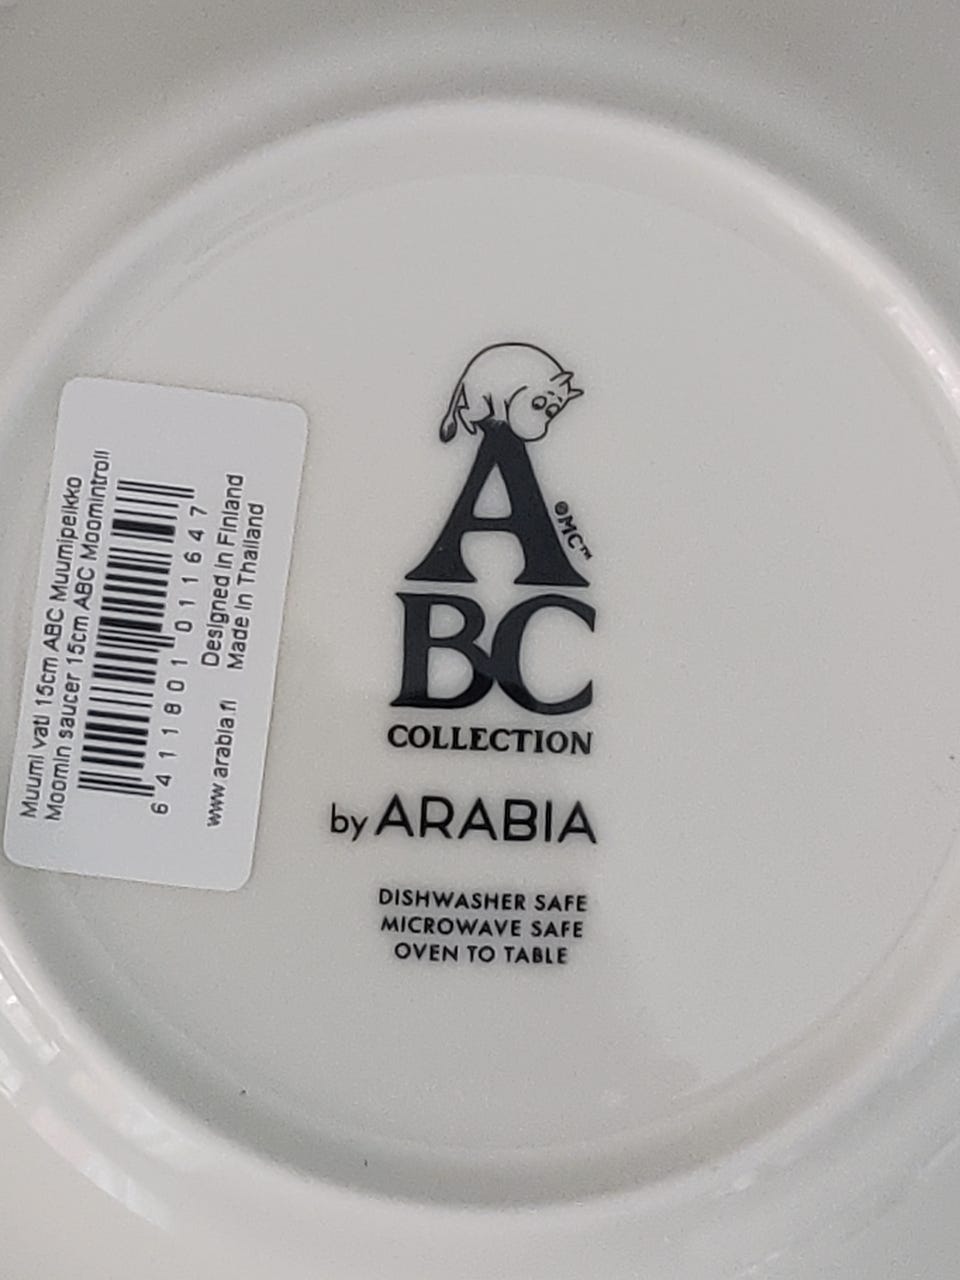 Muumi vati 15cm ABC Muumipeikko
Moomin saucer 15cm ABC Moomintroll
6 411801 011647
www.arabia.fi
Designed in Finland
Made in Thailand
A
BC
©MC™
COLLECTION
by ARABIA
DISHWASHER SAFE
MICROWAVE SAFE
OVEN TO TABLE